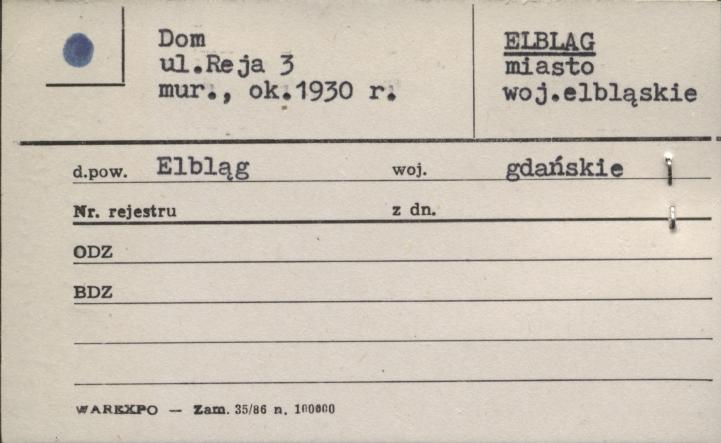 Dom
ul.Reja 3
mur., ok.1930 r.
ELBLAG
miasto
woj.elbląskie
d.pow. Elbląg woj. gdańskie
Nr. rejestru z dn.
ODZ
BDZ
WAREXPO — Zam. 35/86 n. 100000